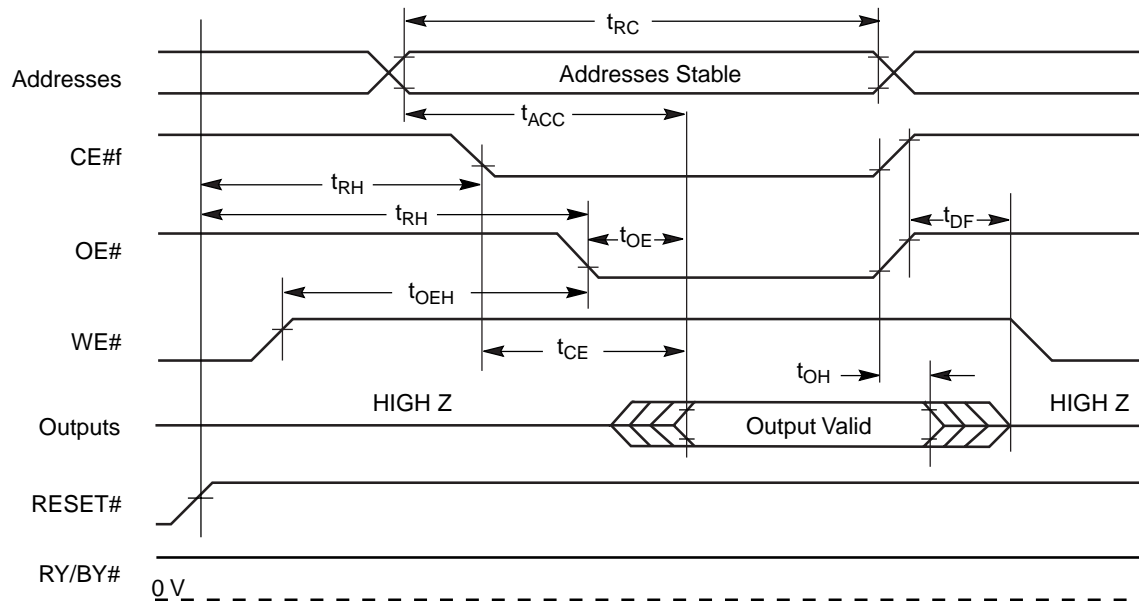 tRC
Addresses
Addresses Stable
tACC
CE#f
tRH
tRH
tDF
OE#
tOE
tOEH
WE#
tCE
tOH
HIGH Z
HIGH Z
Outputs
Output Valid
RESET#
RY/BY#
0 V